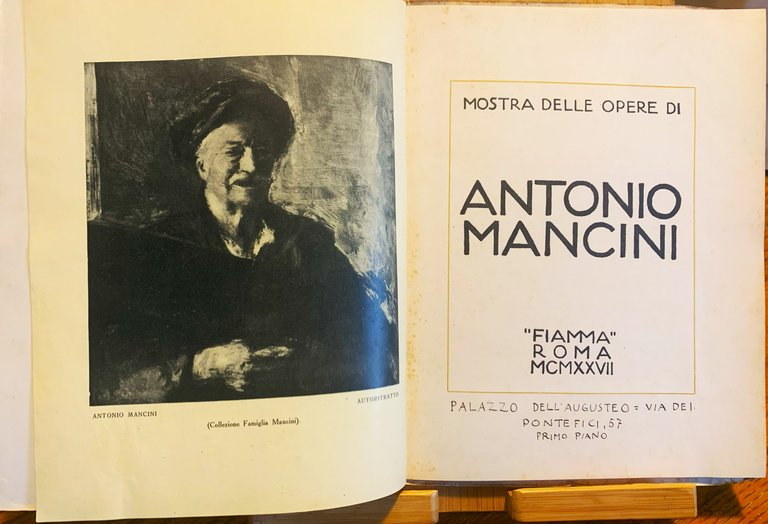 ANTONIO MANCINI
AUTORITRATTO
(Collezione Famiglia Mancini).
MOSTRA DELLE OPERE DI
ANTONIO
MANCINI
"FIAMMA"
ROMA
MCMXXVII
PALAZZO DELL'AUGUSTEO = VIA DEI
PONTEFICI, 57
PRIMO PIANO